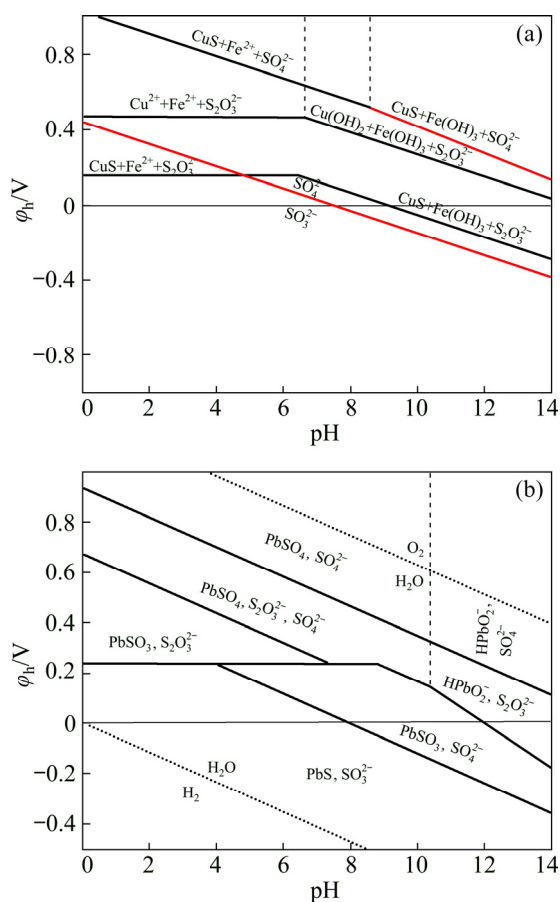 (a)
CuS+Fe²⁺+SO₄²⁻
0.8
Cu²⁺+Fe²⁺+S₂O₃²⁻
CuS+Fe(OH)₃+SO₄²⁻
Cu(OH)₂+Fe(OH)₃+S₂O₃²⁻
0.4
CuS+Fe²⁺+S₂O₃²⁻
SO₄²⁻
CuS+Fe(OH)₃+S₂O₃²⁻
φh/V
0
SO₃²⁻
−0.4
−0.8
0 2 4 6 8 10 12 14
pH
(b)
0.8
PbSO₄, SO₄²⁻
O₂
H₂O
0.6
PbSO₄, S₂O₃²⁻, SO₄²⁻
HPbO₂⁻,
SO₄²⁻
0.4
PbSO₃, S₂O₃²⁻
φh/V
0.2
HPbO₂⁻, S₂O₃²⁻
0
PbSO₃, SO₄²⁻
−0.2
H₂O
H₂
PbS, SO₃²⁻
−0.4
0 2 4 6 8 10 12 14
pH